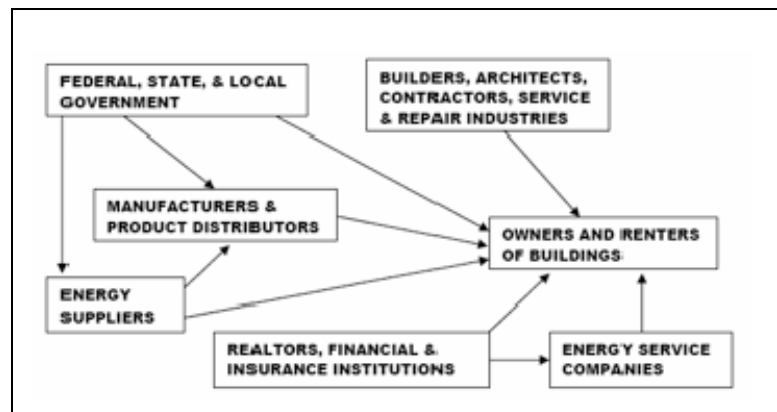 FEDERAL, STATE, & LOCAL
GOVERNMENT
BUILDERS, ARCHITECTS,
CONTRACTORS, SERVICE
& REPAIR INDUSTRIES
MANUFACTURERS &
PRODUCT DISTRIBUTORS
OWNERS AND RENTERS
OF BUILDINGS
ENERGY
SUPPLIERS
REALTORS, FINANCIAL &
INSURANCE INSTITUTIONS
ENERGY SERVICE
COMPANIES